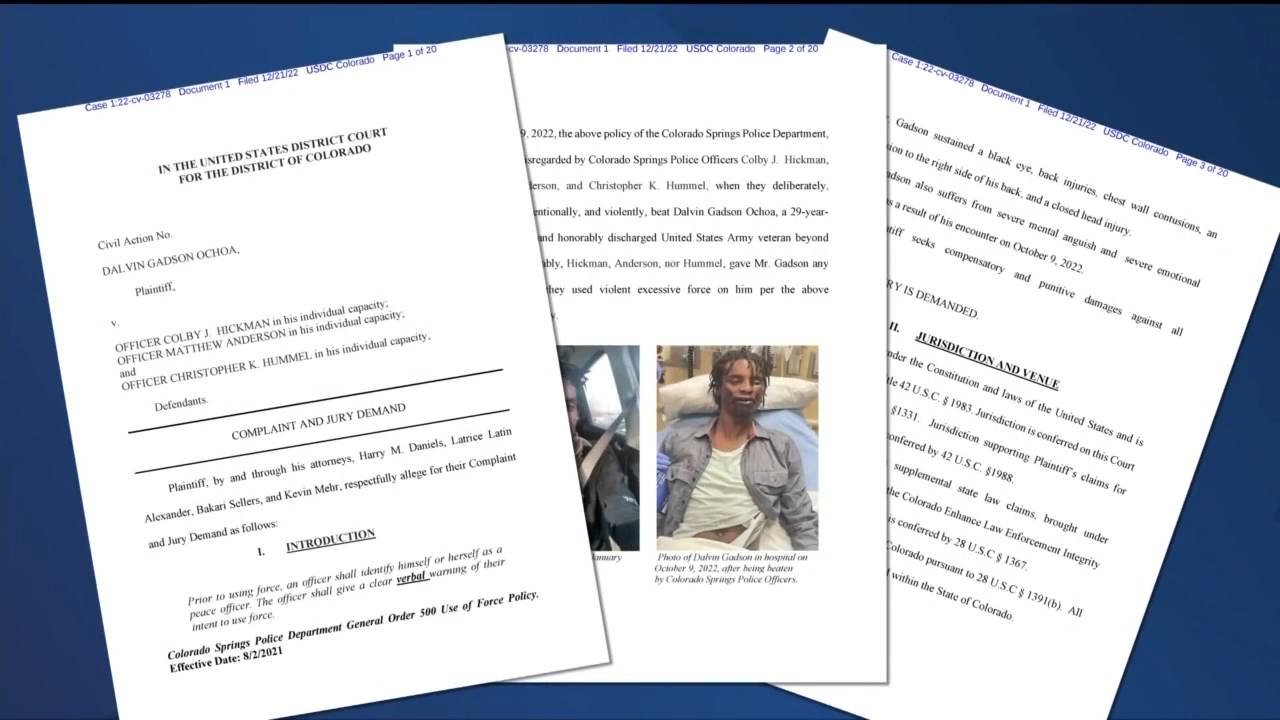 Case 1:22-cv-03278 Document 1 Filed 12/21/22 USDC Colorado Page 1 of 20
IN THE UNITED STATES DISTRICT COURT
FOR THE DISTRICT OF COLORADO
Civil Action No.
DALVIN GADSON OCHOA,
Plaintiff,
v.
OFFICER COLBY J. HICKMAN in his individual capacity;
OFFICER MATTHEW ANDERSON in his individual capacity;
and
OFFICER CHRISTOPHER K. HUMMEL in his individual capacity,
Defendants.
COMPLAINT AND JURY DEMAND
Plaintiff, by and through his attorneys, Harry M. Daniels, Latrice Latin
Alexander, Bakari Sellers, and Kevin Mehr, respectfully allege for their Complaint
and Jury Demand as follows:
I. INTRODUCTION
Prior to using force, an officer shall identify himself or herself as a
peace officer. The officer shall give a clear verbal warning of their
intent to use force.
Colorado Springs Police Department General Order 500 Use of Force Policy.
Effective Date: 8/2/2021
cv-03278 Document 1 Filed 12/21/22 USDC Colorado Page 2 of 20
9, 2022, the above policy of the Colorado Springs Police Department,
sregarded by Colorado Springs Police Officers Colby J. Hickman,
erson, and Christopher K. Hummel, when they deliberately,
entionally, and violently, beat Dalvin Gadson Ochoa, a 29-year-
and honorably discharged United States Army veteran beyond
bly, Hickman, Anderson, nor Hummel, gave Mr. Gadson any
they used violent excessive force on him per the above
y.
January
Photo of Dalvin Gadson in hospital on
October 9, 2022, after being beaten
by Colorado Springs Police Officers.
Case 1:22-cv-03278 Document 1 Filed 12/21/22 USDC Colorado Page 3 of 20
. Gadson sustained a black eye, back injuries, chest wall contusions, an
sion to the right side of his back, and a closed head injury.
adson also suffers from severe mental anguish and severe emotional
s a result of his encounter on October 9, 2022.
tiff seeks compensatory and punitive damages against all
RY IS DEMANDED.
II. JURISDICTION AND VENUE
nder the Constitution and laws of the United States and is
le 42 U.S.C. § 1983. Jurisdiction is conferred on this Court
§1331. Jurisdiction supporting Plaintiff's claims for
onferred by 42 U.S.C. §1988.
supplemental state law claims, brought under
the Colorado Enhance Law Enforcement Integrity
is conferred by 28 U.S.C § 1367.
Colorado pursuant to 28 U.S.C § 1391(b). All
within the State of Colorado.